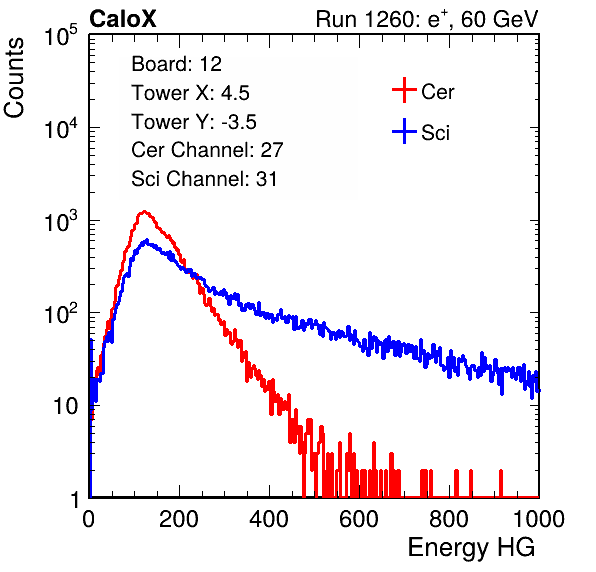 CaloX Run 1260: e⁺, 60 GeV
Counts
Board: 12
Tower X: 4.5
Tower Y: -3.5
Cer Channel: 27
Sci Channel: 31
Cer
Sci
10⁵
10⁴
10³
10²
10
1
0 200 400 600 800 1000
Energy HG